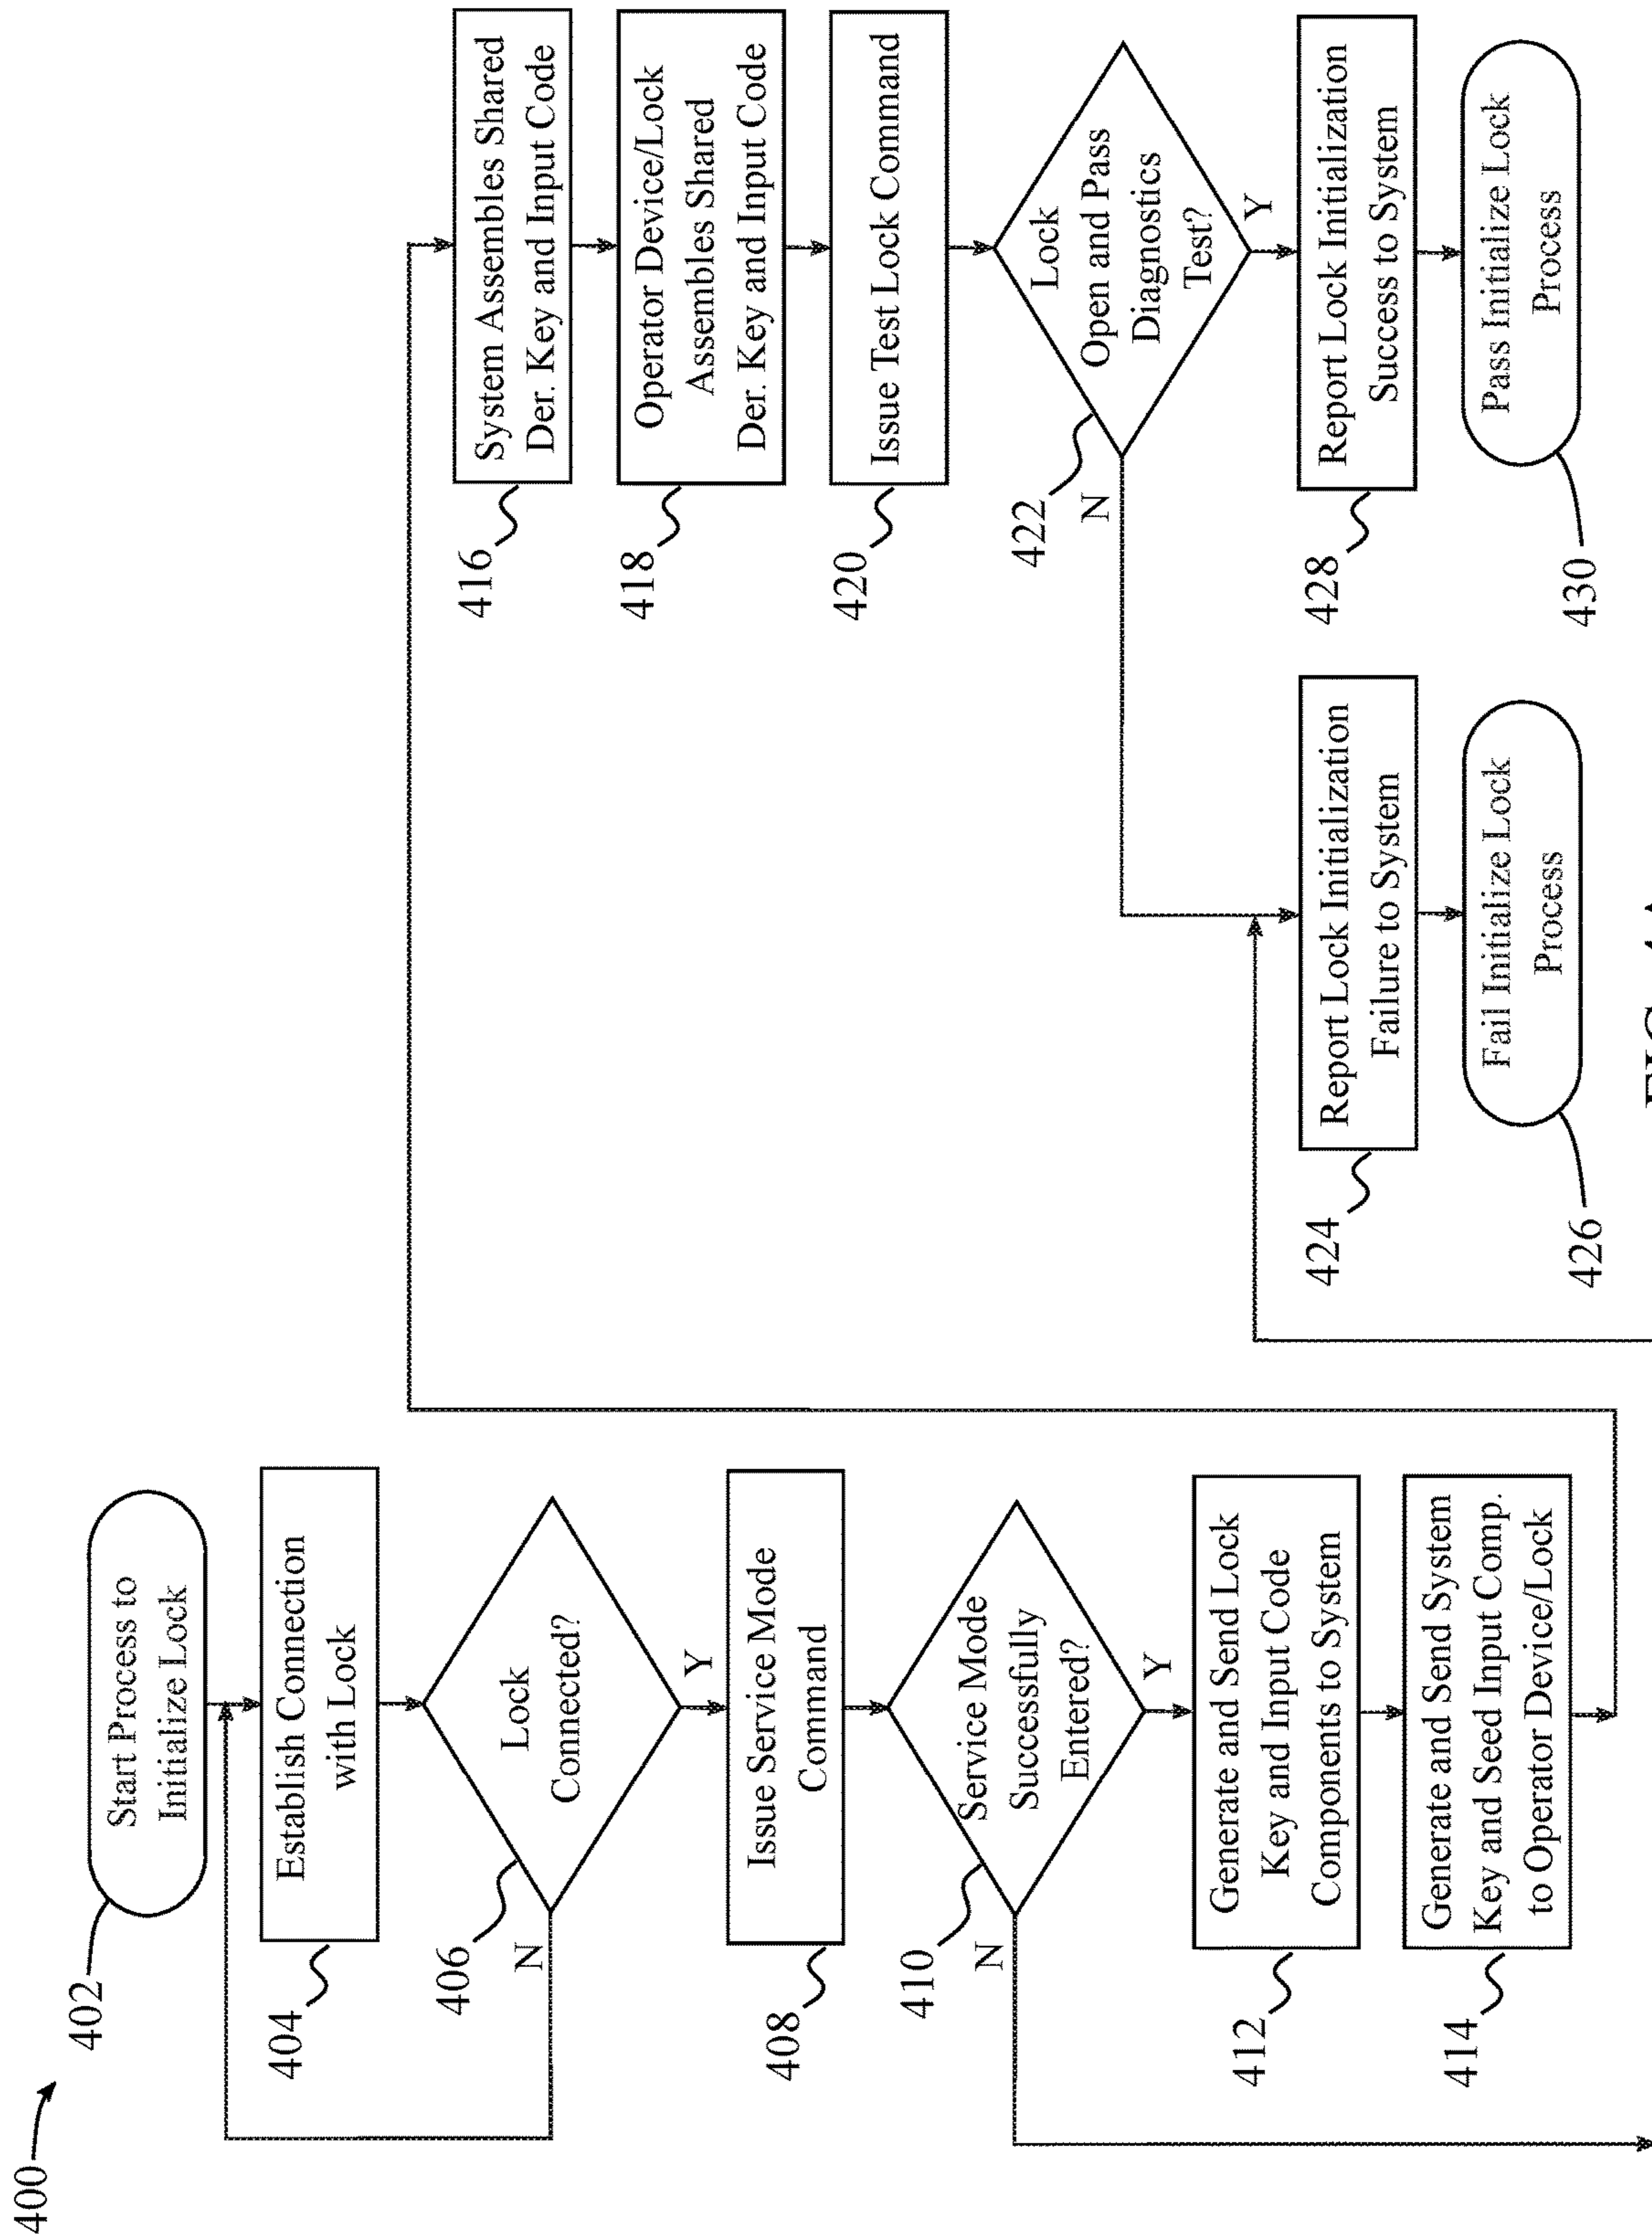 400
402
Start Process to
Initialize Lock
404
Establish Connection
with Lock
406
Lock
Connected?
N
Y
408
Issue Service Mode
Command
410
Service Mode
Successfully
Entered?
N
Y
412
Generate and Send Lock
Key and Input Code
Components to System
414
Generate and Send System
Key and Seed Input Comp.
to Operator Device/Lock
416
System Assembles Shared
Der. Key and Input Code
418
Operator Device/Lock
Assembles Shared
Der. Key and Input Code
420
Issue Test Lock Command
422
Lock
Open and Pass
Diagnostics
Test?
N
Y
424
Report Lock Initialization
Failure to System
426
Fail Initialize Lock
Process
428
Report Lock Initialization
Success to System
430
Pass Initialize Lock
Process